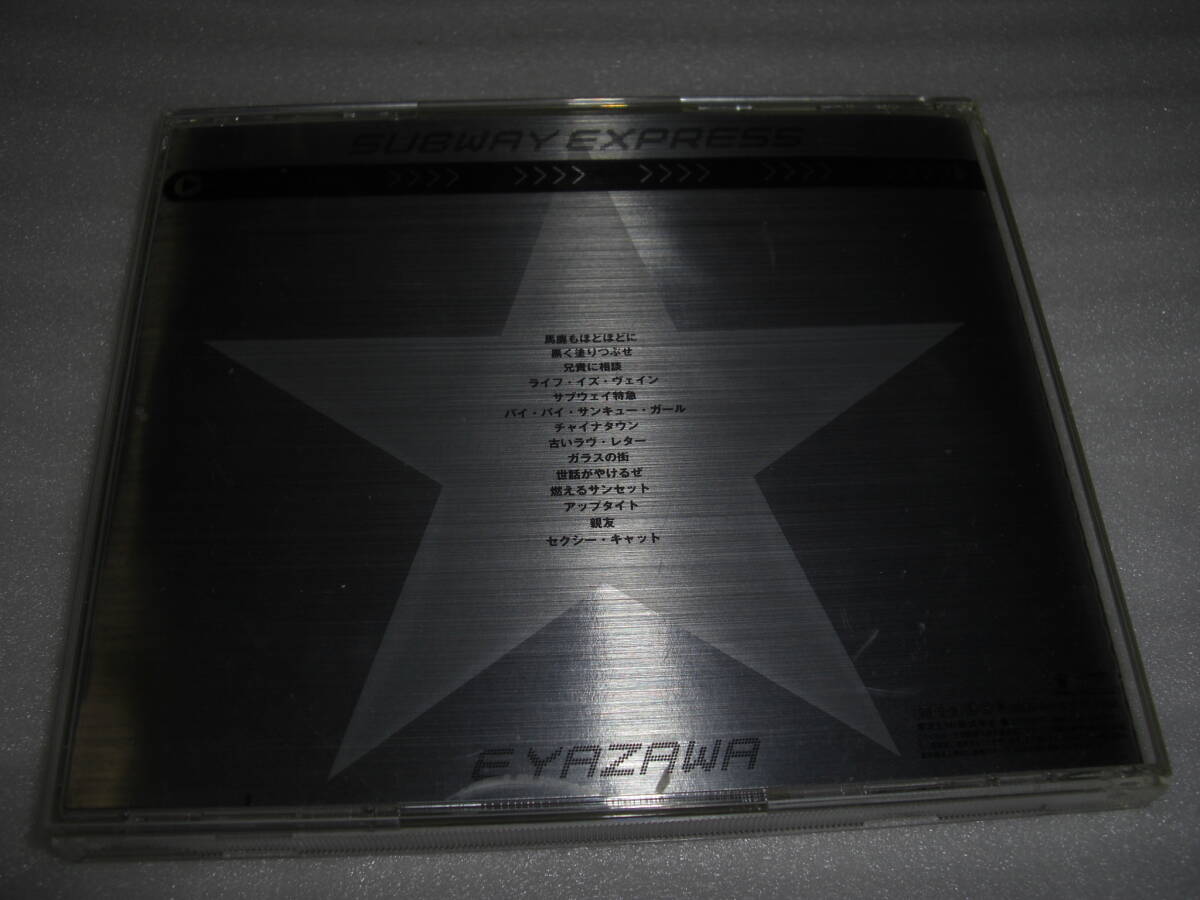 SUBWAY EXPRESS
>>>> >>>> >>>> >>>>
馬鹿もほどほどに
黒く塗りつぶせ
兄貴に相談
ライフ・イズ・ヴェイン
サブウェイ特急
バイ・バイ・サンキュー・ガール
チャイナタウン
古いラヴ・レター
ガラスの街
世話がやけるぜ
燃えるサンセット
アップタイト
親友
セクシー・キャット
E.YAZAWA